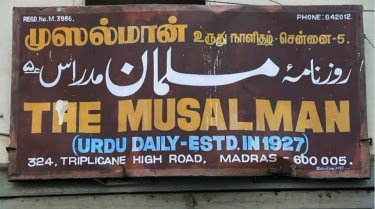 REGD.No.M.3986. PHONE: 842012.
முஸல்மான் உருது நாளிதழ்-சென்னை-5.
روزنامہ مسلمان مدراس ۵
THE MUSALMAN
(URDU DAILY-ESTD.IN 1927)
324, TRIPLICANE HIGH ROAD, MADRAS - 600 005.